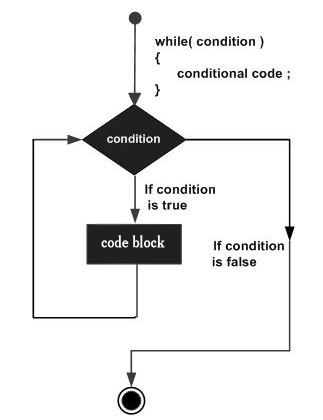 while( condition )
{
conditional code ;
}
condition
If condition
is true
code block
If condition
is false